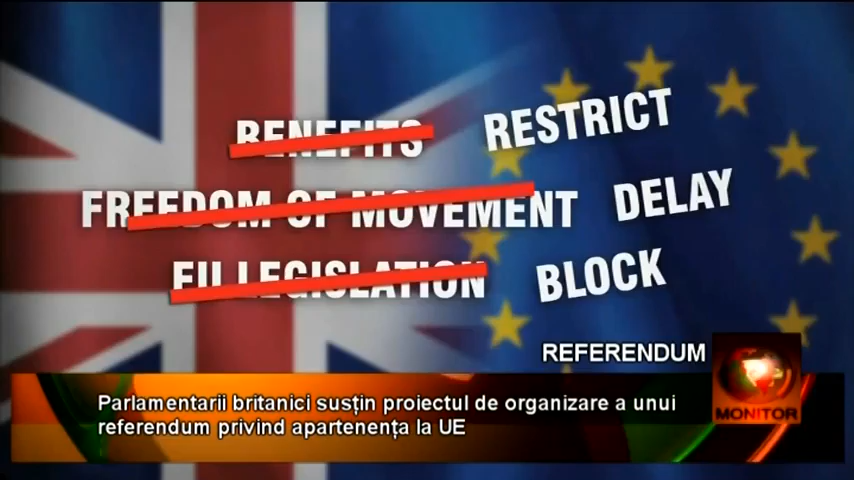 BENEFITS RESTRICT
FREEDOM OF MOVEMENT DELAY
EU LEGISLATION BLOCK
REFERENDUM
Parlamentarii britanici susțin proiectul de organizare a unui
referendum privind apartenența la UE
MONITOR